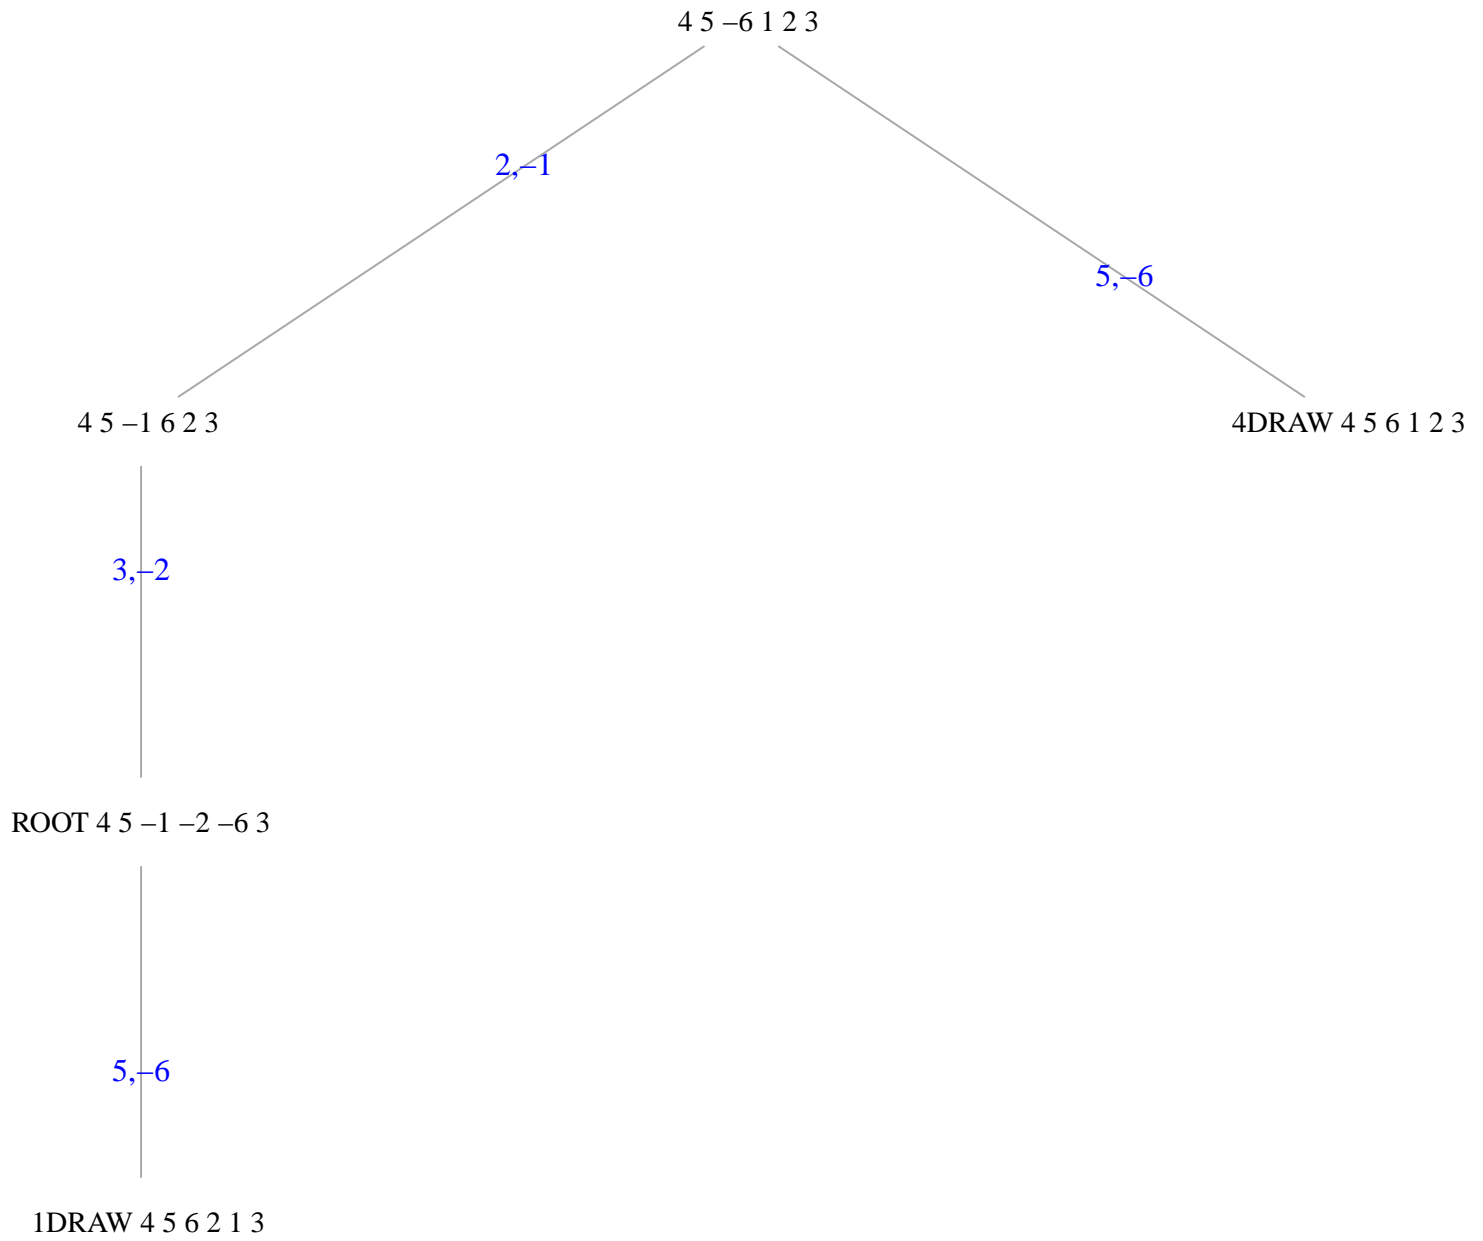 4 5 –6 1 2 3
2,–1
5,–6
4 5 –1 6 2 3
4DRAW 4 5 6 1 2 3
3,–2
ROOT 4 5 –1 –2 –6 3
5,–6
1DRAW 4 5 6 2 1 3